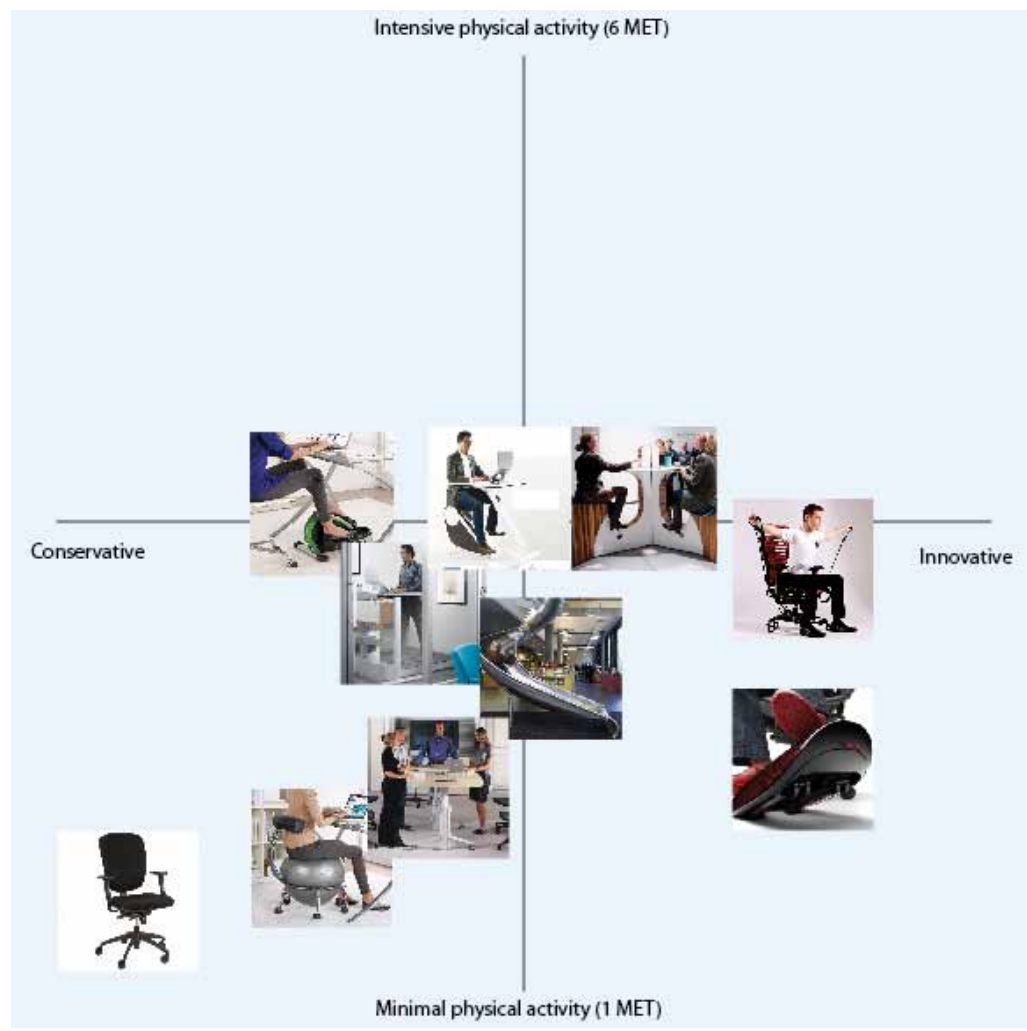 Intensive physical activity (6 MET)
Conservative
Innovative
Minimal physical activity (1 MET)